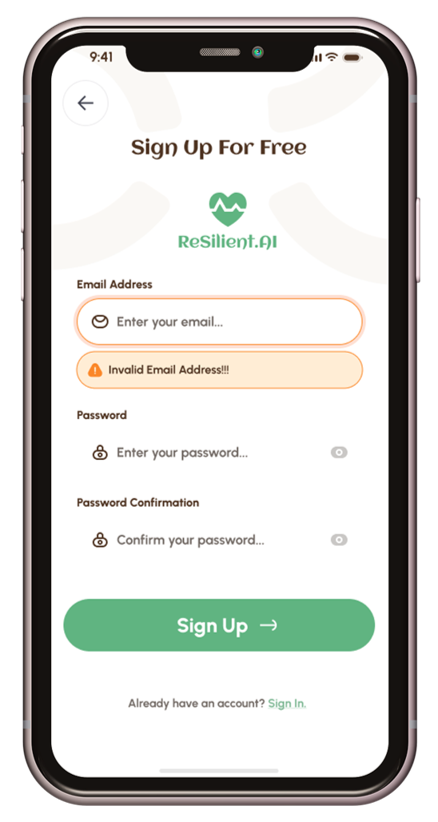 9:41
Sign Up For Free
ReSilient.AI
Email Address
Enter your email...
Invalid Email Address!!!
Password
Enter your password...
Password Confirmation
Confirm your password...
Sign Up →
Already have an account? Sign In.